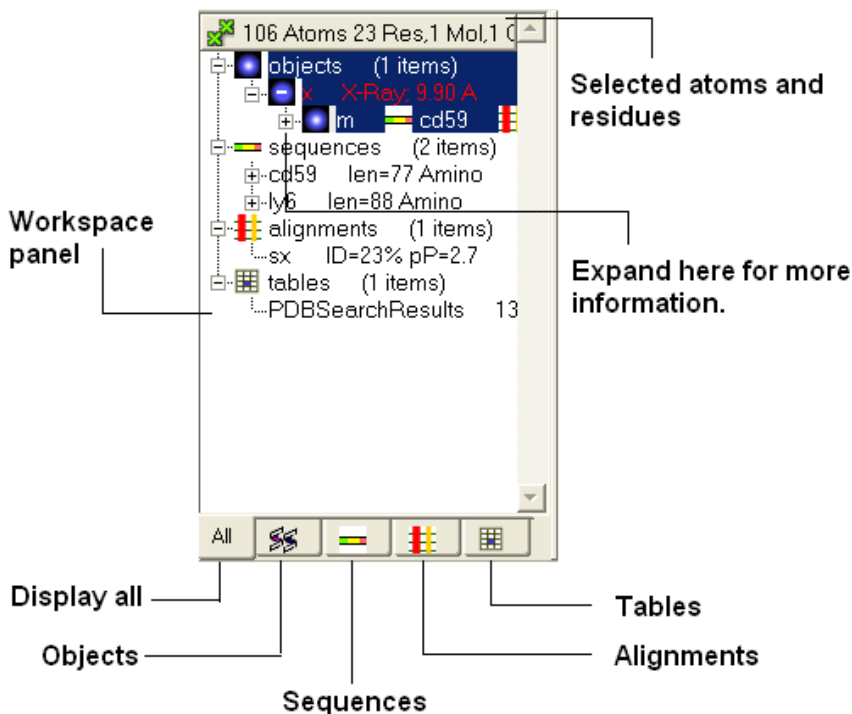 106 Atoms 23 Res,1 Mol,1
objects (1 items)
x X-Ray; 9.90 A
m cd59
sequences (2 items)
cd59 len=77 Amino
ly6 len=88 Amino
alignments (1 items)
sx ID=23% pP=2.7
tables (1 items)
PDBSearchResults 13
All
Selected atoms and
residues
Workspace
panel
Expand here for more
information.
Display all
Objects
Sequences
Tables
Alignments